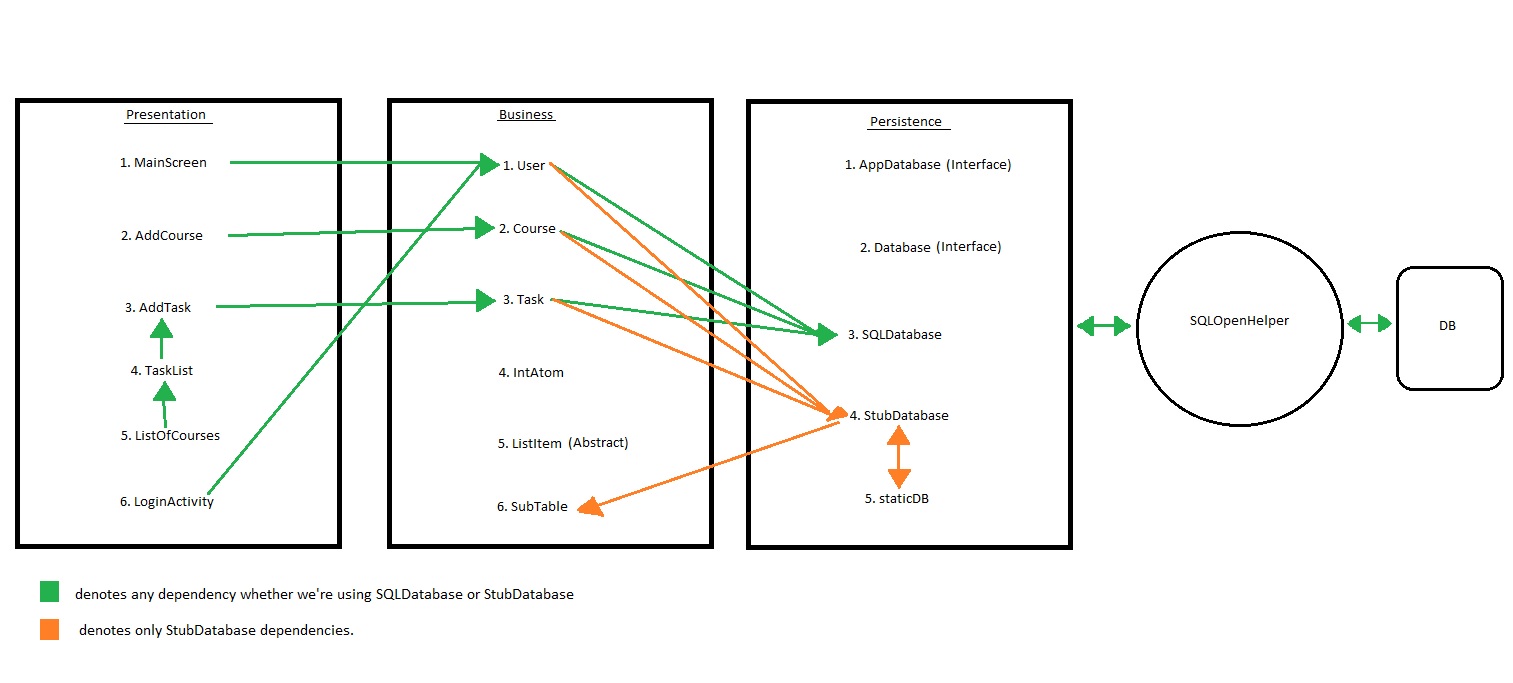 Presentation
1. MainScreen
2. AddCourse
3. AddTask
4. TaskList
5. ListOfCourses
6. LoginActivity
Business
1. User
2. Course
3. Task
4. IntAtom
5. ListItem (Abstract)
6. SubTable
Persistence
1. AppDatabase (Interface)
2. Database (Interface)
3. SQLDatabase
4. StubDatabase
5. staticDB
SQLOpenHelper
DB
denotes any dependency whether we're using SQLDatabase or StubDatabase
denotes only StubDatabase dependencies.